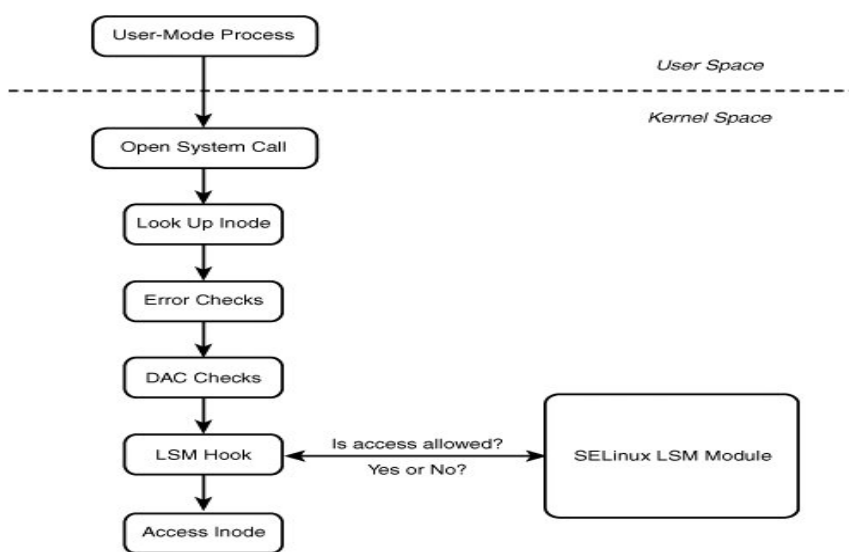 User-Mode Process
User Space
Kernel Space
Open System Call
Look Up Inode
Error Checks
DAC Checks
LSM Hook
Is access allowed?
Yes or No?
SELinux LSM Module
Access Inode